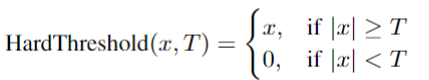 HardThreshold(x, T) = { x, if |x| ≥ T
0, if |x| < T